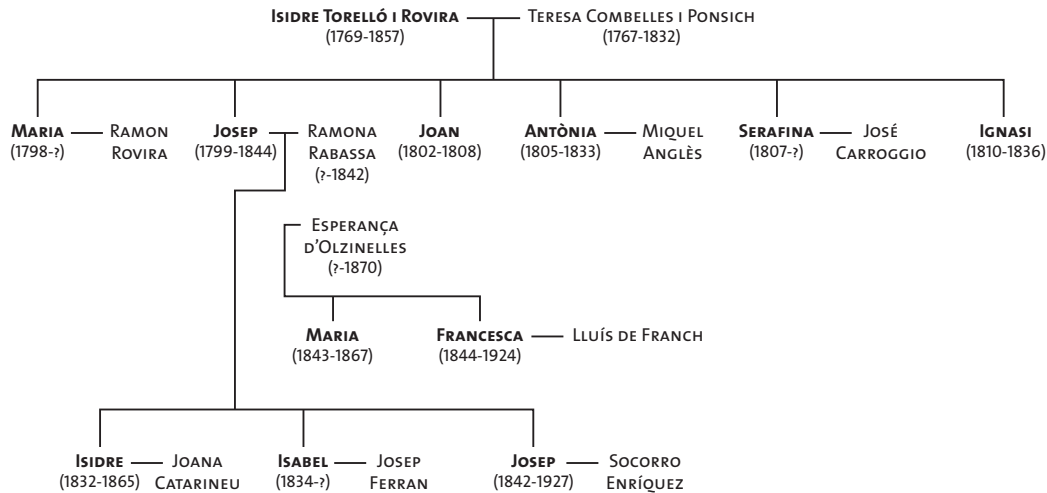 Isidre Torelló i Rovira
(1769-1857)
Teresa Combelles i Ponsich
(1767-1832)
Maria
(1798-?)
Ramon
Rovira
Josep
(1799-1844)
Ramona
Rabassa
(?-1842)
Joan
(1802-1808)
Antònia
(1805-1833)
Miquel
Anglès
Serafina
(1807-?)
José
Carroggio
Ignasi
(1810-1836)
Esperança
d'Olzinelles
(?-1870)
Maria
(1843-1867)
Francesca
(1844-1924)
Lluís de Franch
Isidre
(1832-1865)
Joana
Catarineu
Isabel
(1834-?)
Josep
Ferran
Josep
(1842-1927)
Socorro
Enríquez